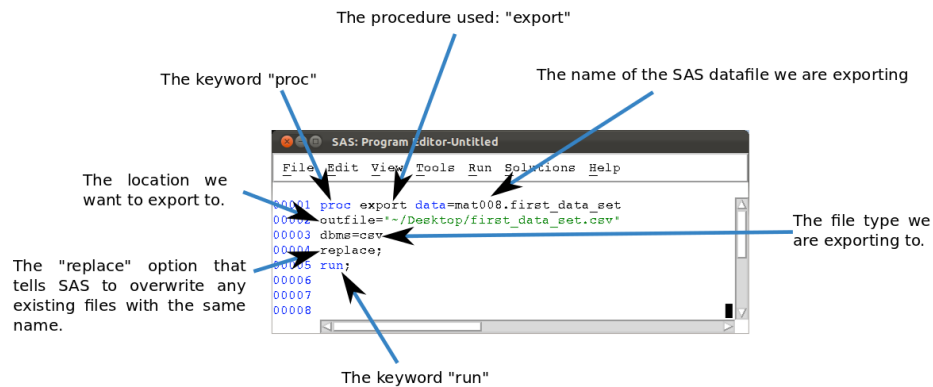 The procedure used: "export"
The keyword "proc"
The name of the SAS datafile we are exporting
SAS: Program Editor-Untitled
File Edit View Tools Run Solutions Help
The location we
want to export to.
00001 proc export data=mat008.first_data_set
00002 outfile="~/Desktop/first_data_set.csv"
00003 dbms=csv
00004 replace;
00005 run;
00006
00007
00008
The file type we
are exporting to.
The "replace" option that
tells SAS to overwrite any
existing files with the same
name.
The keyword "run"